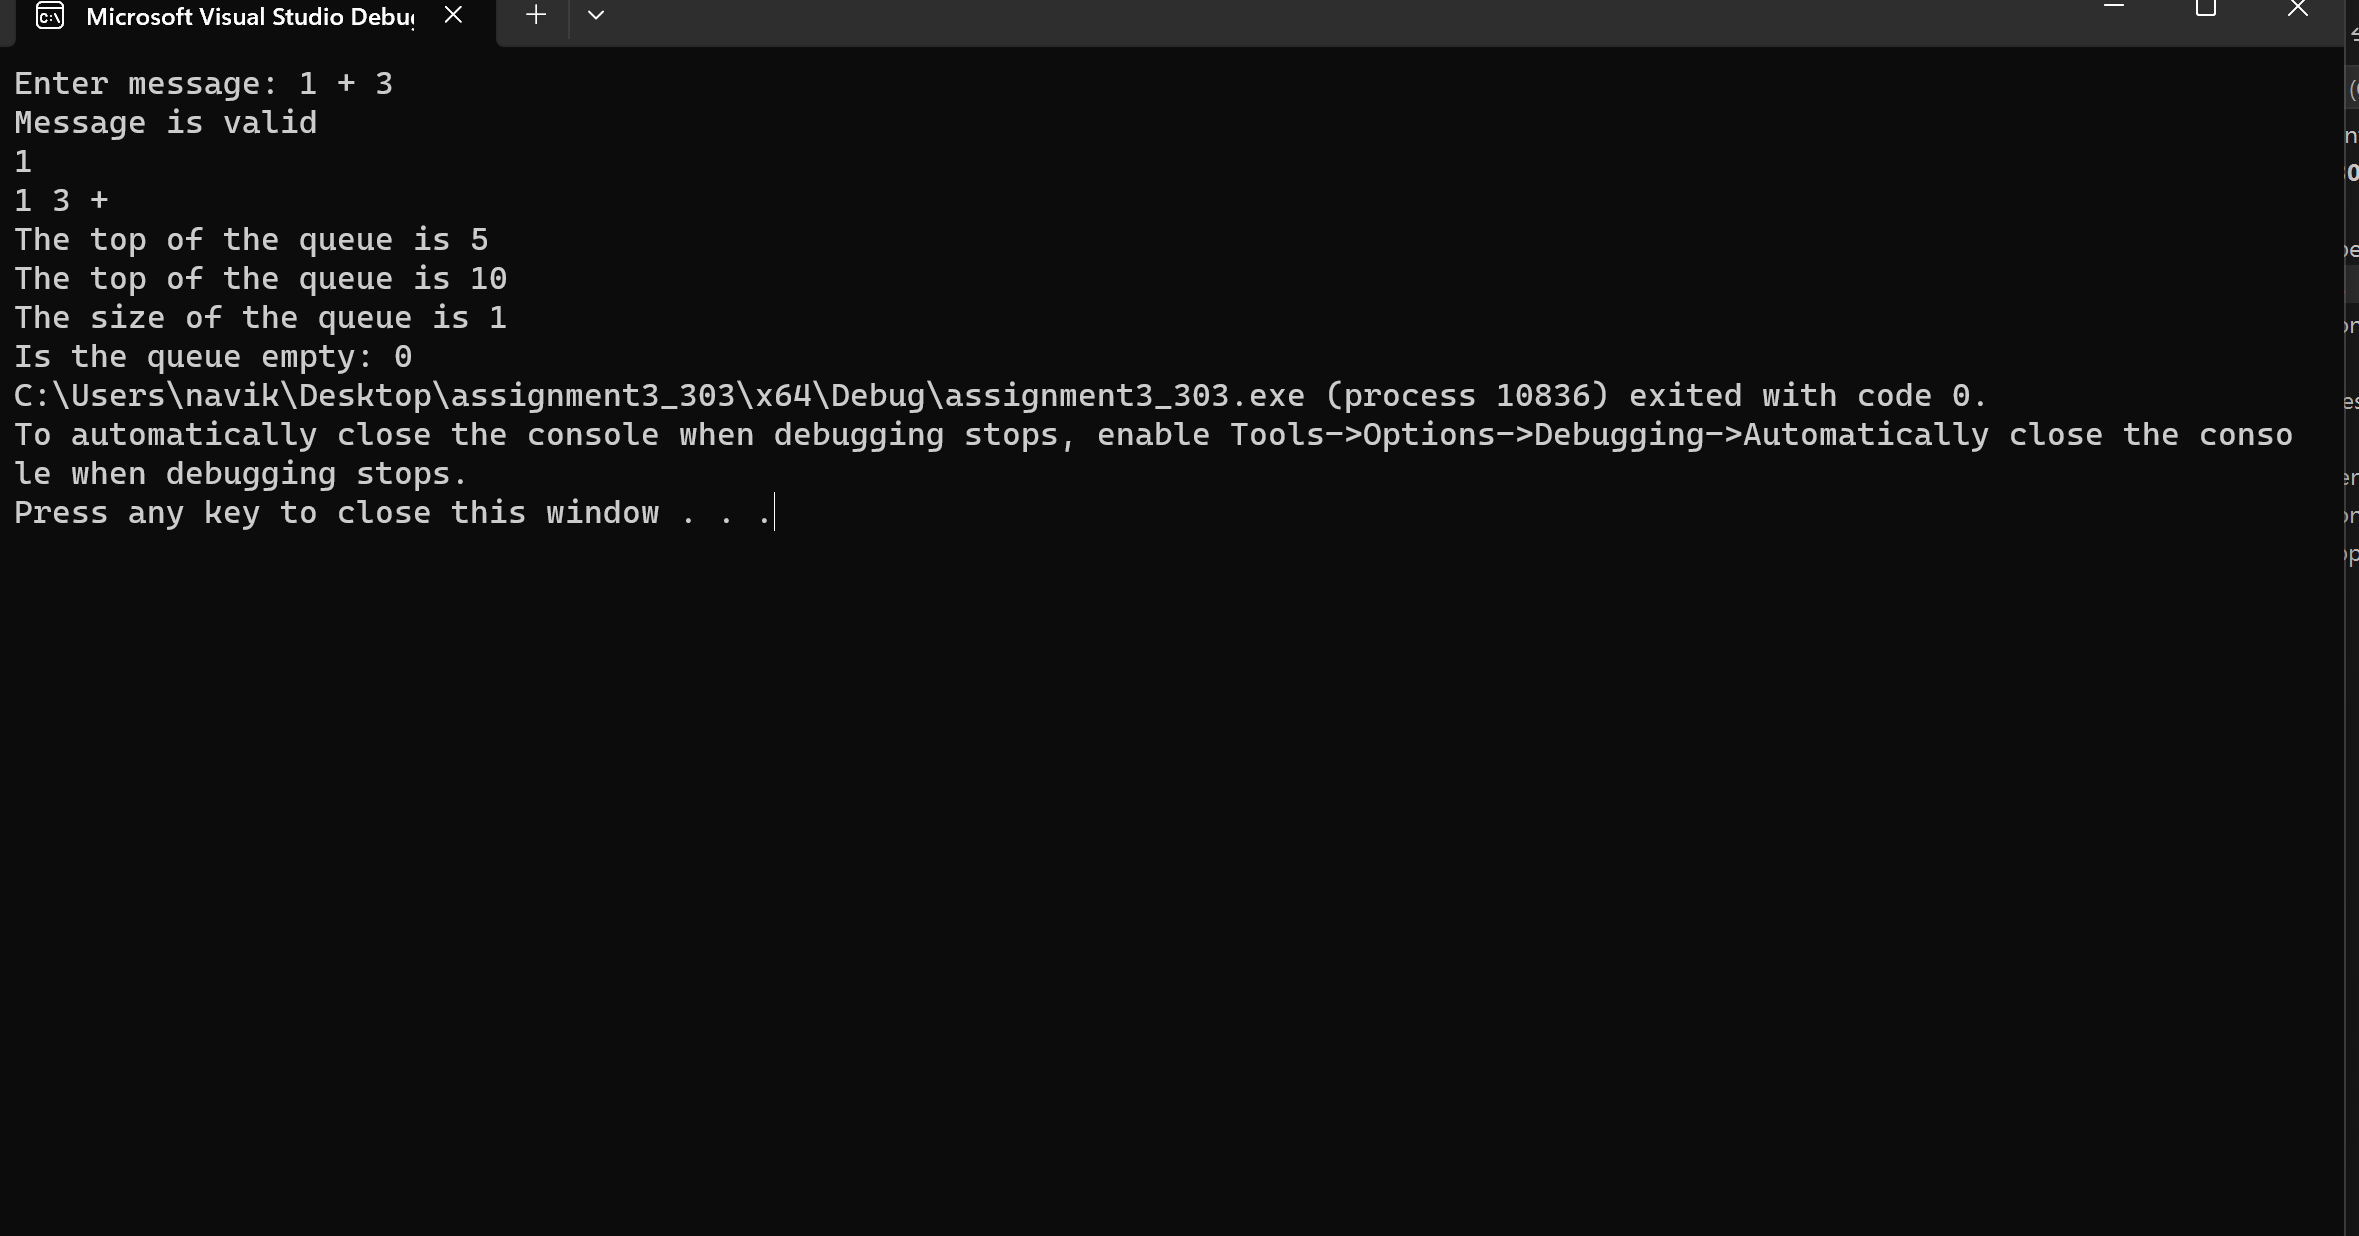 Microsoft Visual Studio Debug
Enter message: 1 + 3
Message is valid
1
1 3 +
The top of the queue is 5
The top of the queue is 10
The size of the queue is 1
Is the queue empty: 0
C:\Users\navik\Desktop\assignment3_303\x64\Debug\assignment3_303.exe (process 10836) exited with code 0.
To automatically close the console when debugging stops, enable Tools->Options->Debugging->Automatically close the conso
le when debugging stops.
Press any key to close this window . . .